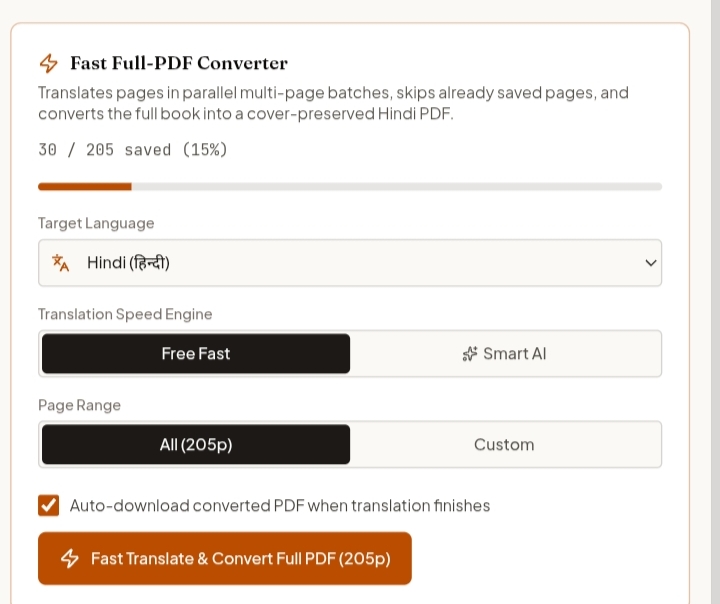 Fast Full-PDF Converter
Translates pages in parallel multi-page batches, skips already saved pages, and
converts the full book into a cover-preserved Hindi PDF.
30 / 205 saved (15%)
Target Language
Hindi (हिन्दी)
Translation Speed Engine
Free Fast
Smart AI
Page Range
All (205p)
Custom
Auto-download converted PDF when translation finishes
Fast Translate & Convert Full PDF (205p)